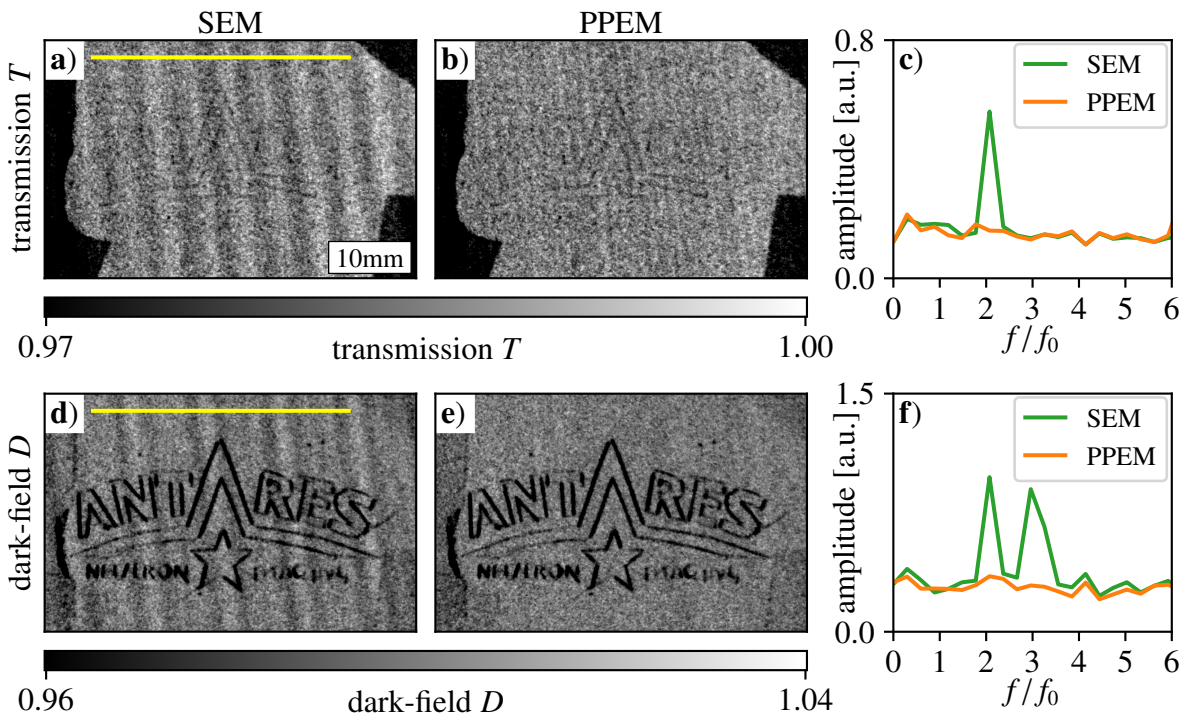 SEM
PPEM
transmission T
a)
10mm
b)
c)
amplitude [a.u.]
0.8
0.0
SEM
PPEM
0 1 2 3 4 5 6
f/f₀
0.97 transmission T 1.00
dark-field D
d)
ANTARES
e)
ANTARES
f)
amplitude [a.u.]
1.5
0.0
SEM
PPEM
0 1 2 3 4 5 6
f/f₀
0.96 dark-field D 1.04